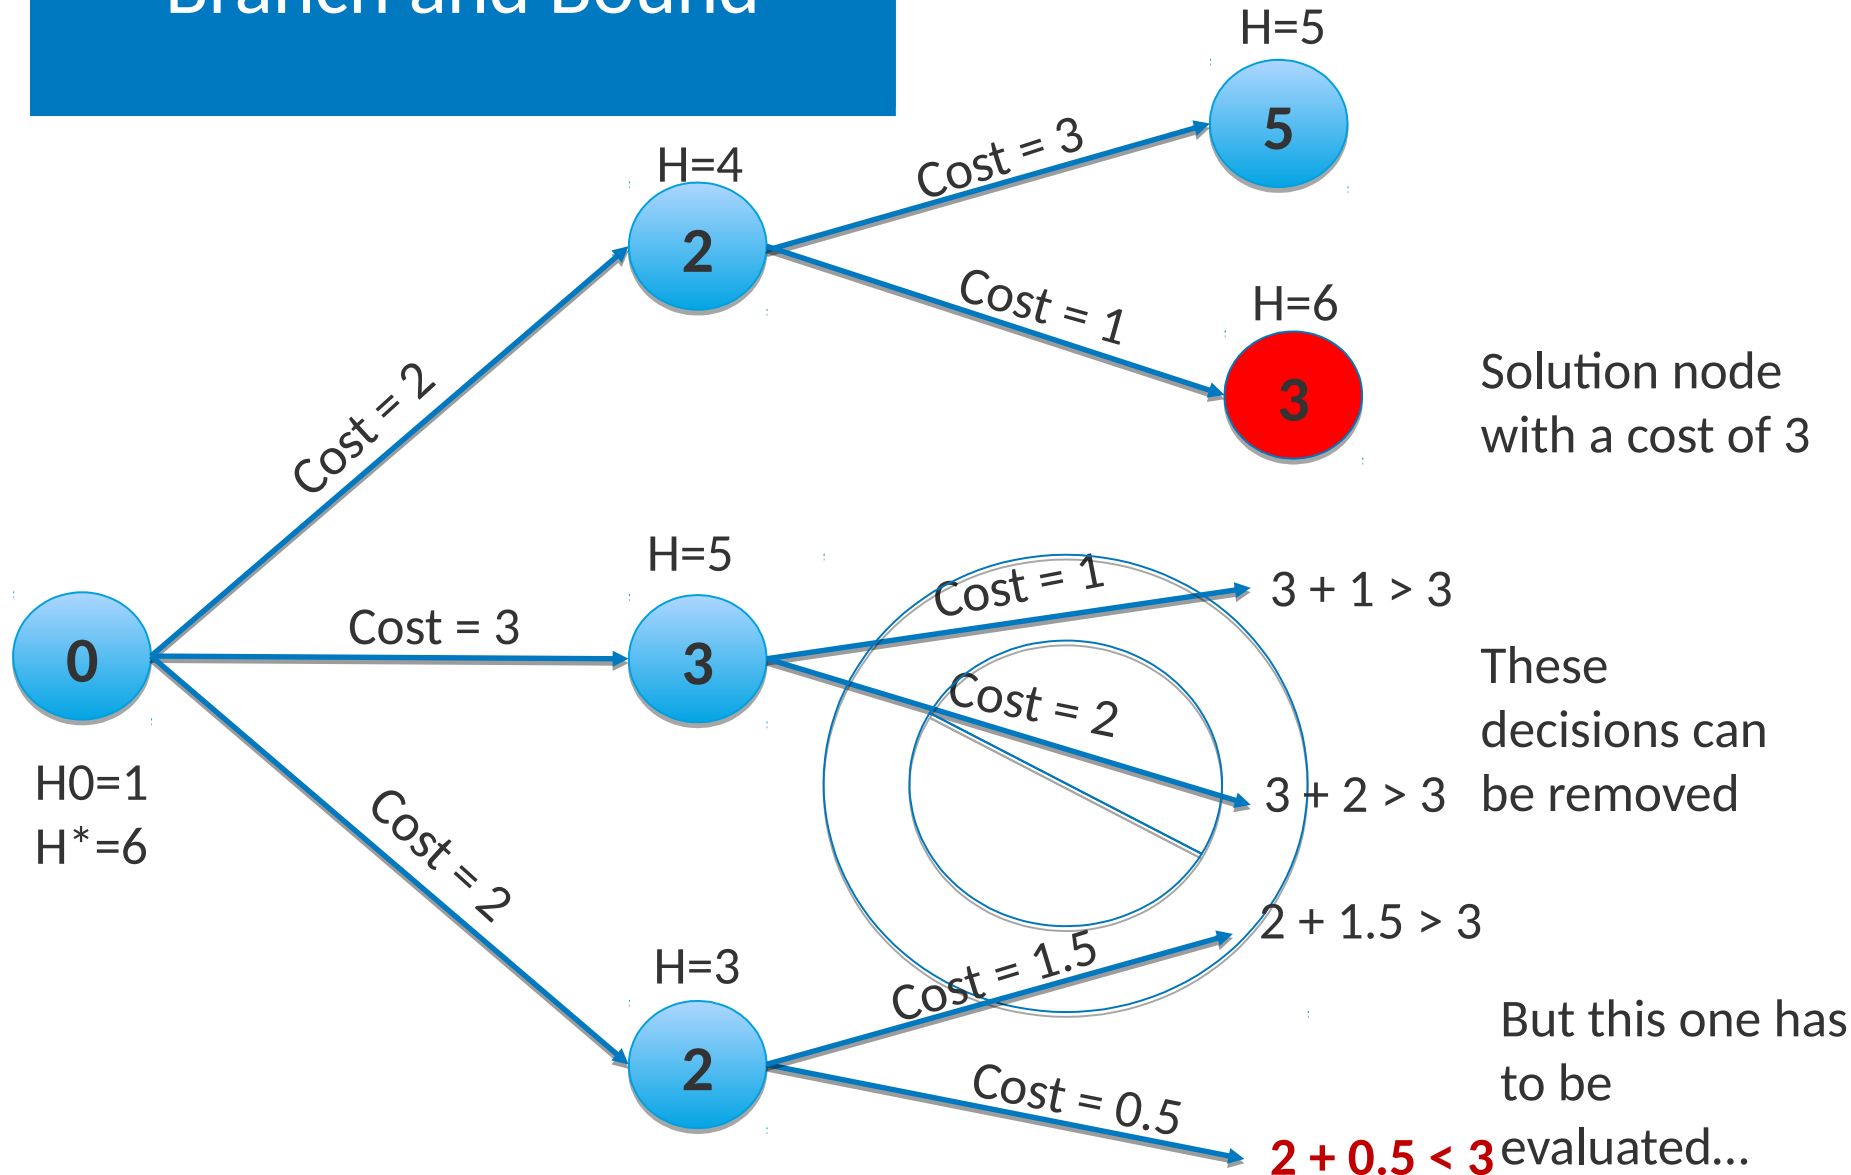 Branch and Bound
H=5
5
Cost = 3
H=4
2
Cost = 1
H=6
3
Solution node
with a cost of 3
Cost = 2
H=5
Cost = 1
3 + 1 > 3
Cost = 3
0
3
Cost = 2
3 + 2 > 3
These
decisions can
be removed
H0=1
H*=6
Cost = 2
2 + 1.5 > 3
Cost = 1.5
H=3
2
Cost = 0.5
2 + 0.5 < 3
But this one has
to be
evaluated...